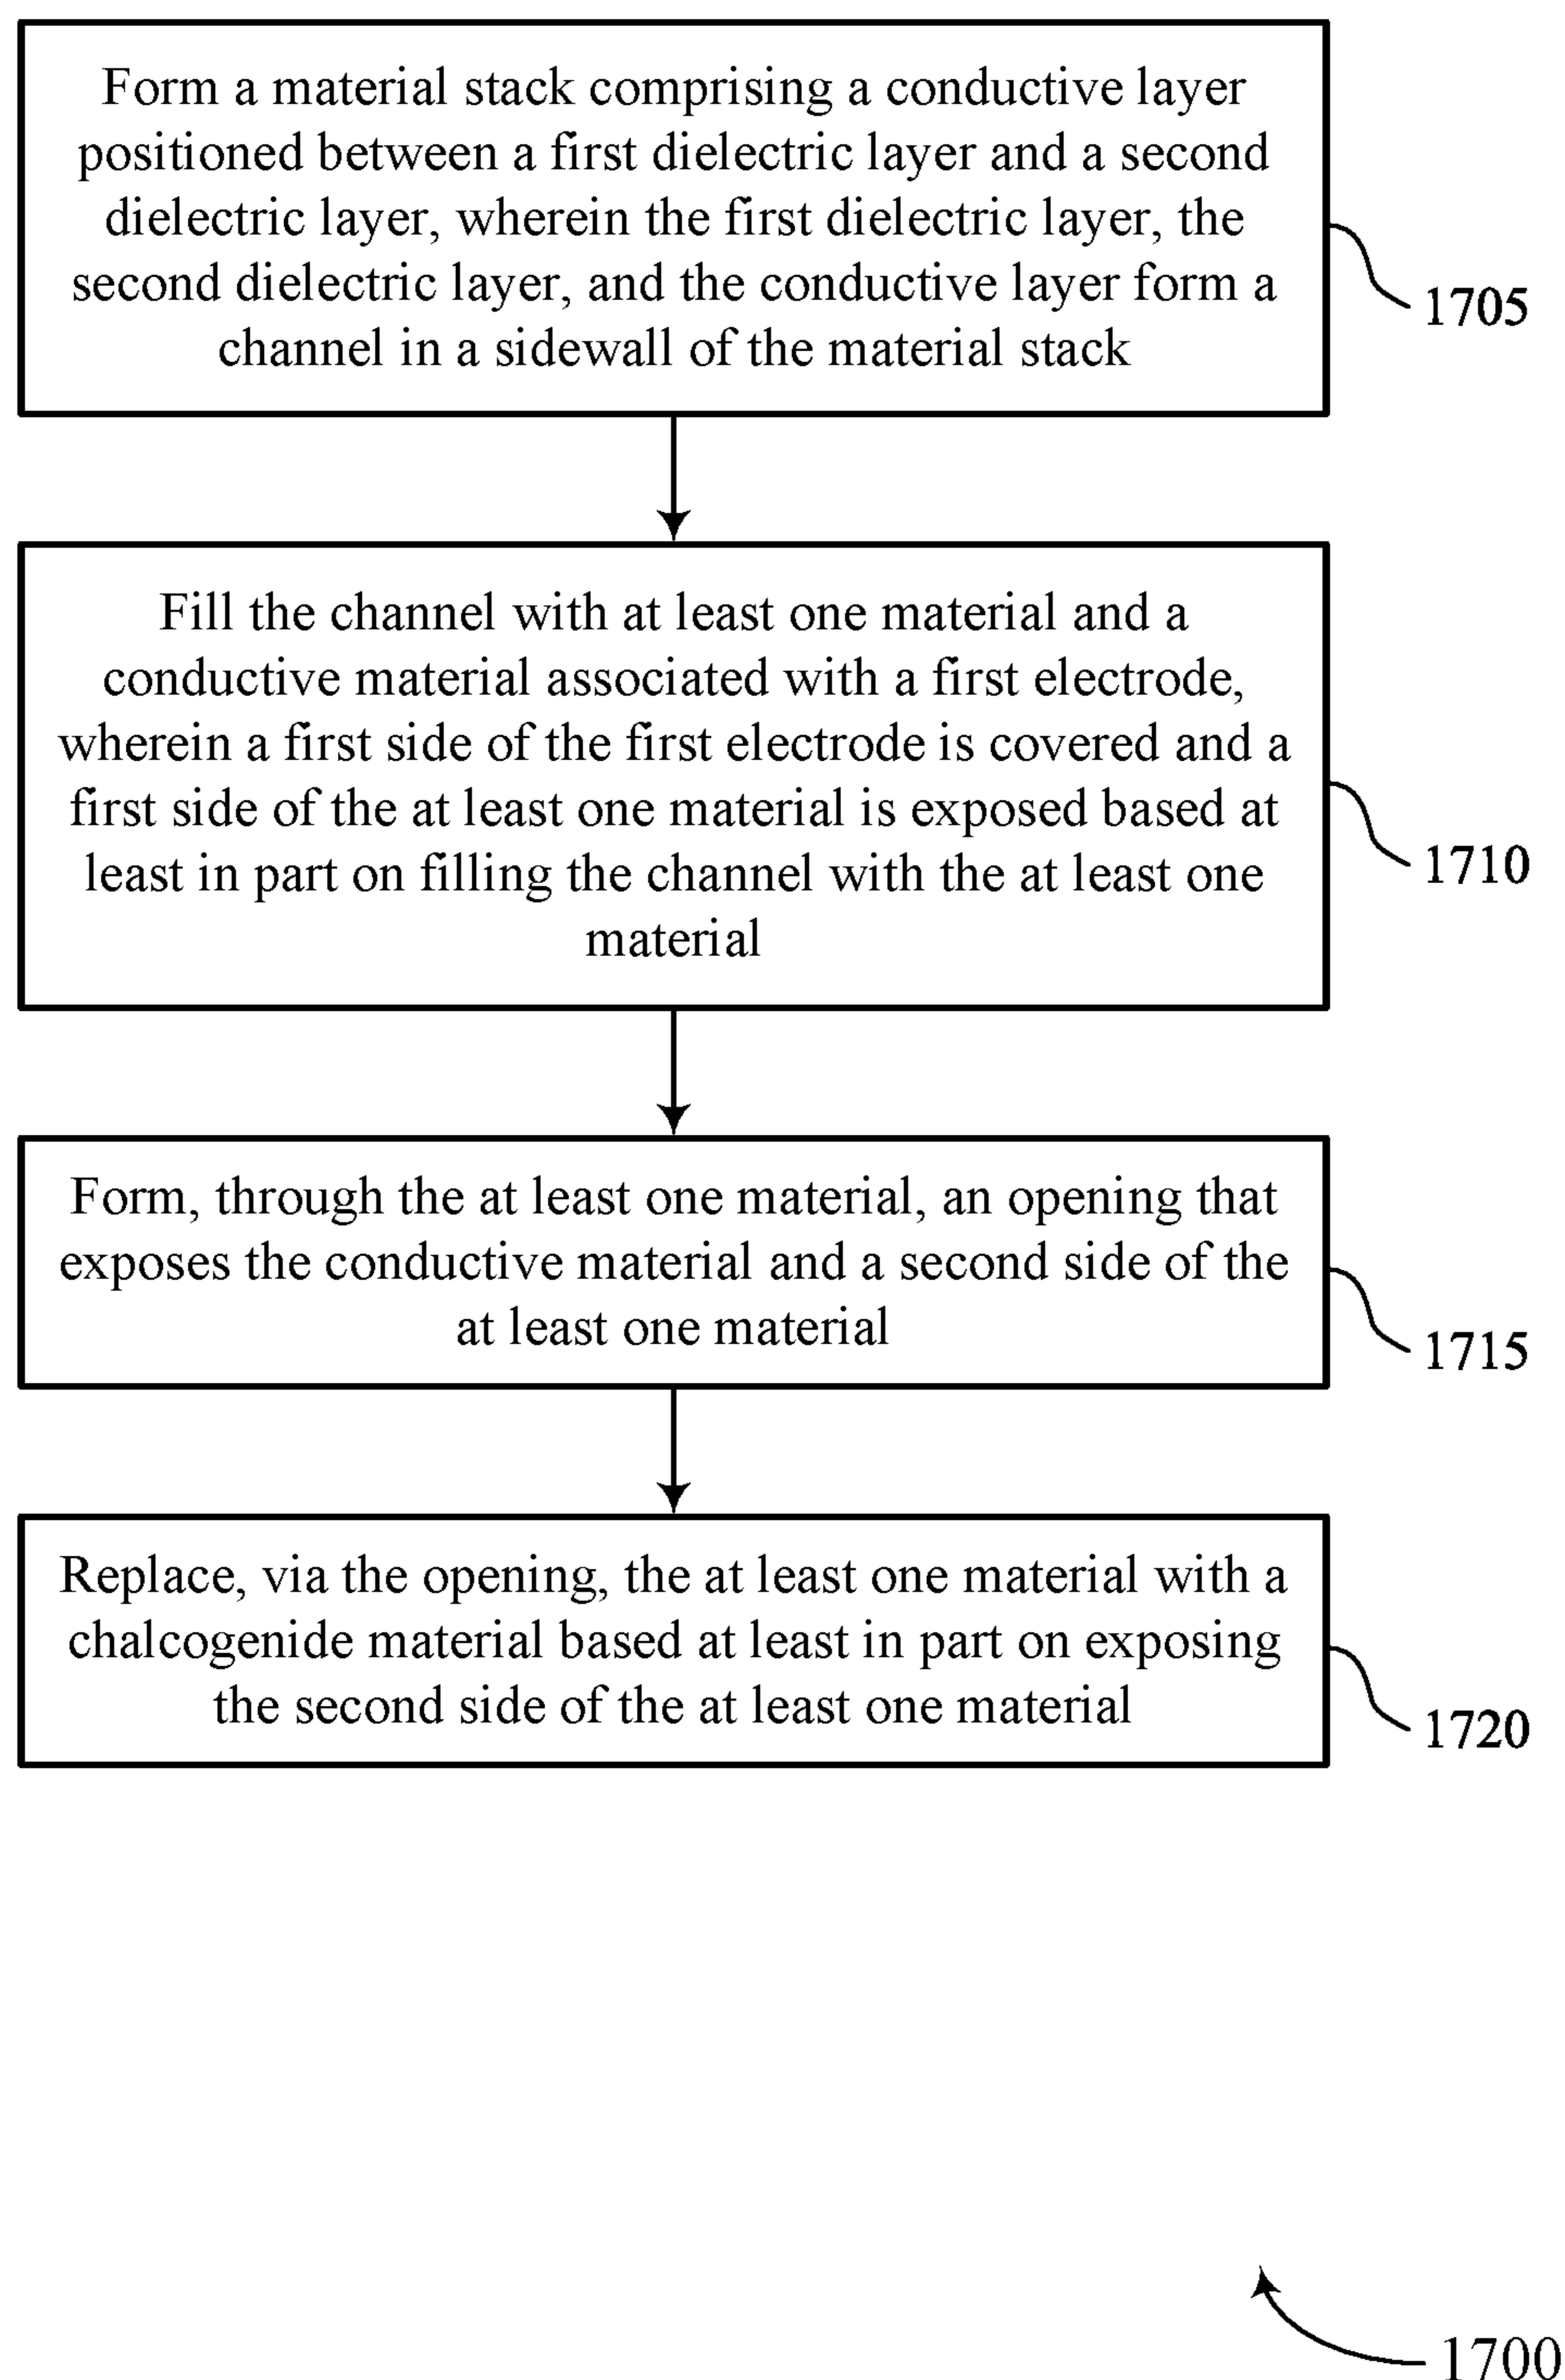 Form a material stack comprising a conductive layer
positioned between a first dielectric layer and a second
dielectric layer, wherein the first dielectric layer, the
second dielectric layer, and the conductive layer form a
channel in a sidewall of the material stack
1705
Fill the channel with at least one material and a
conductive material associated with a first electrode,
wherein a first side of the first electrode is covered and a
first side of the at least one material is exposed based at
least in part on filling the channel with the at least one
material
1710
Form, through the at least one material, an opening that
exposes the conductive material and a second side of the
at least one material
1715
Replace, via the opening, the at least one material with a
chalcogenide material based at least in part on exposing
the second side of the at least one material
1720
1700